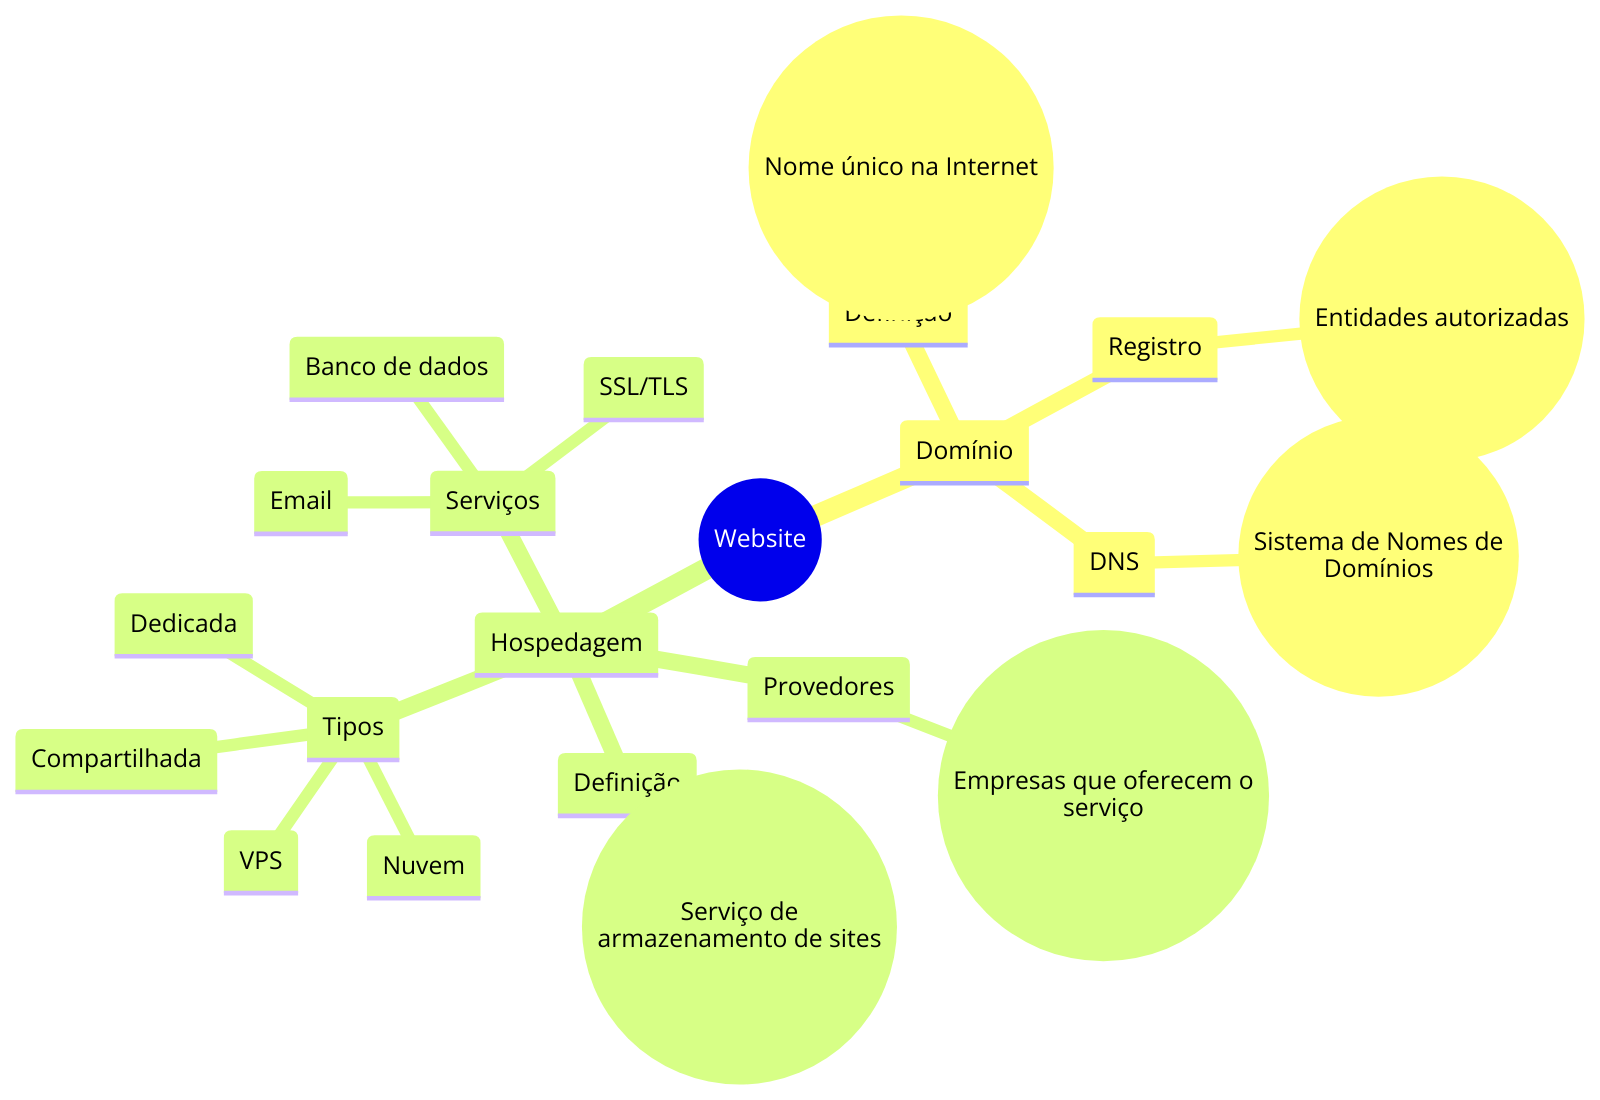 Nome único na Internet
Entidades autorizadas
Registro
Banco de dados
SSL/TLS
Domínio
Email
Serviços
Website
Sistema de Nomes de
Domínios
DNS
Dedicada
Hospedagem
Provedores
Tipos
Compartilhada
Definição
Empresas que oferecem o
serviço
VPS
Nuvem
Serviço de
armazenamento de sites